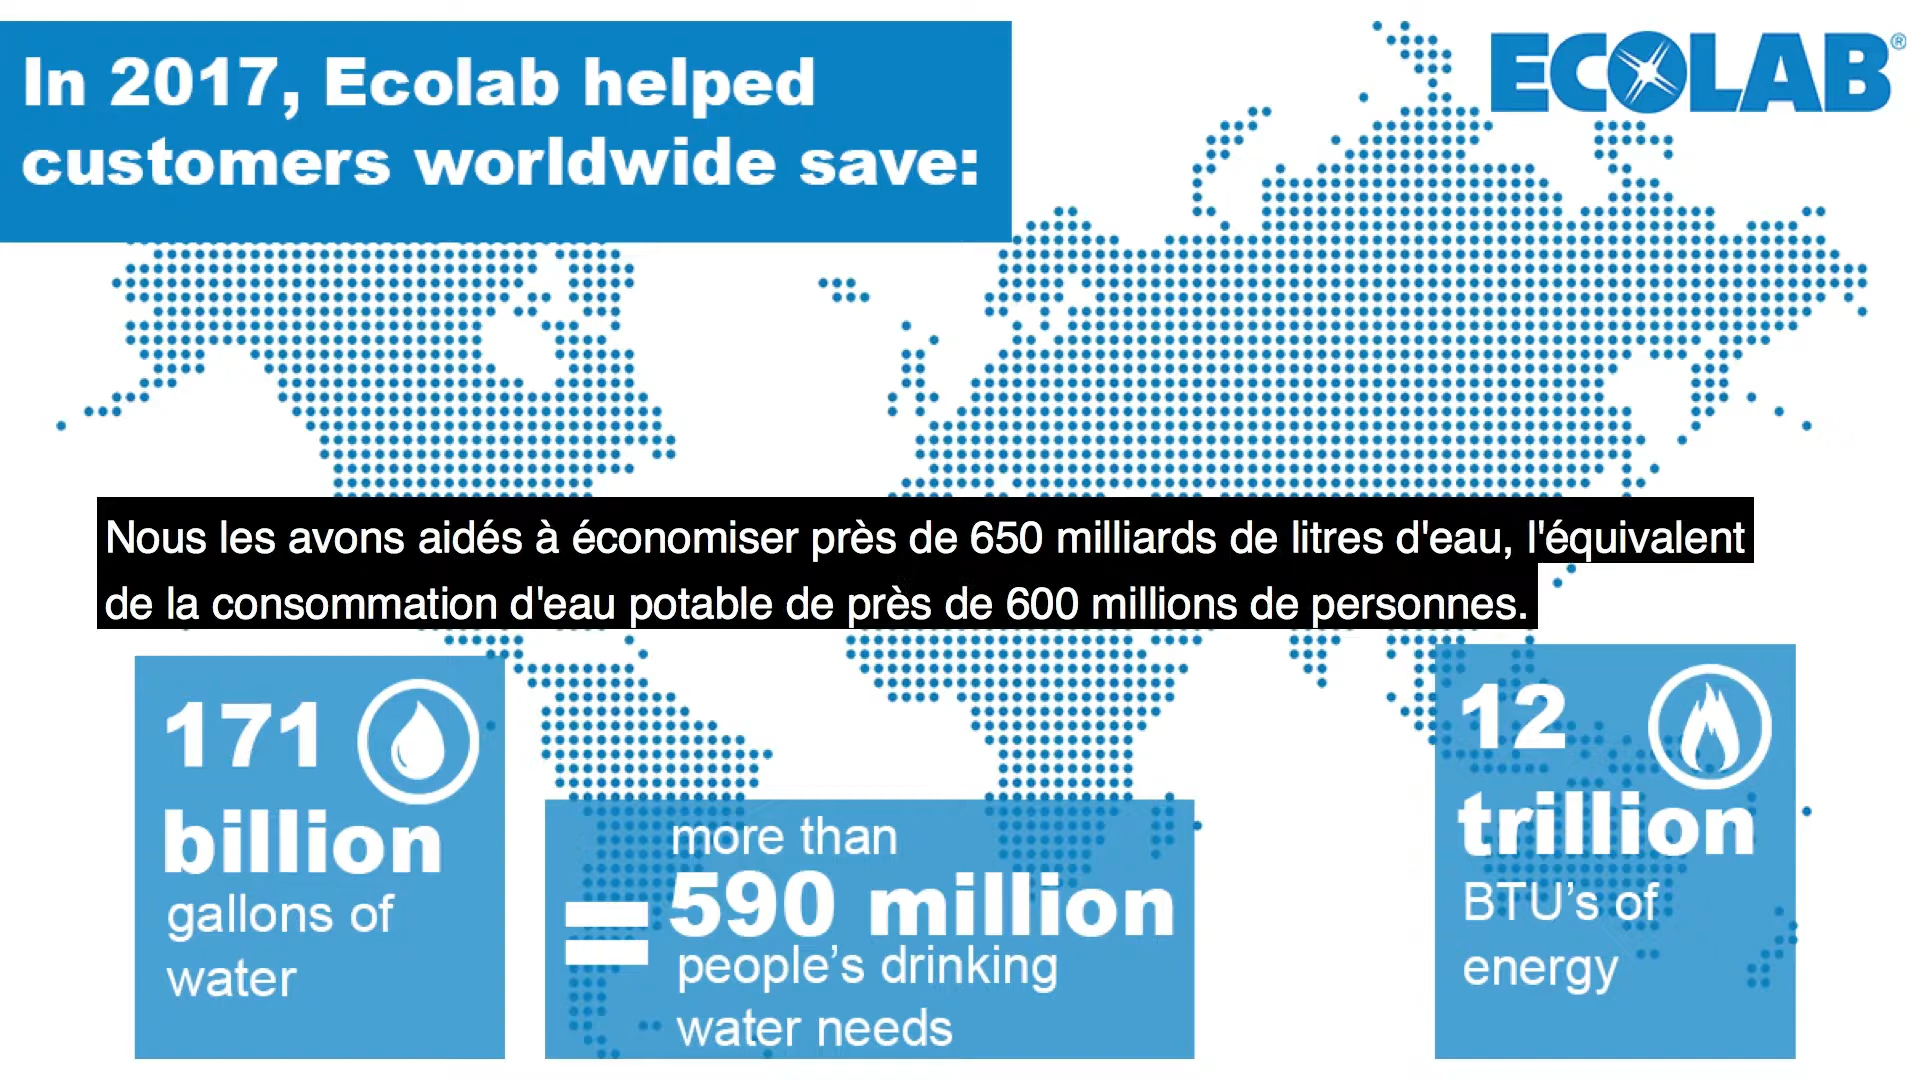 In 2017, Ecolab helped
customers worldwide save:
ECOLAB®
Nous les avons aidés à économiser près de 650 milliards de litres d'eau, l'équivalent
de la consommation d'eau potable de près de 600 millions de personnes.
171
billion
gallons of
water
=
more than
590 million
people's drinking
water needs
12
trillion
BTU's of
energy